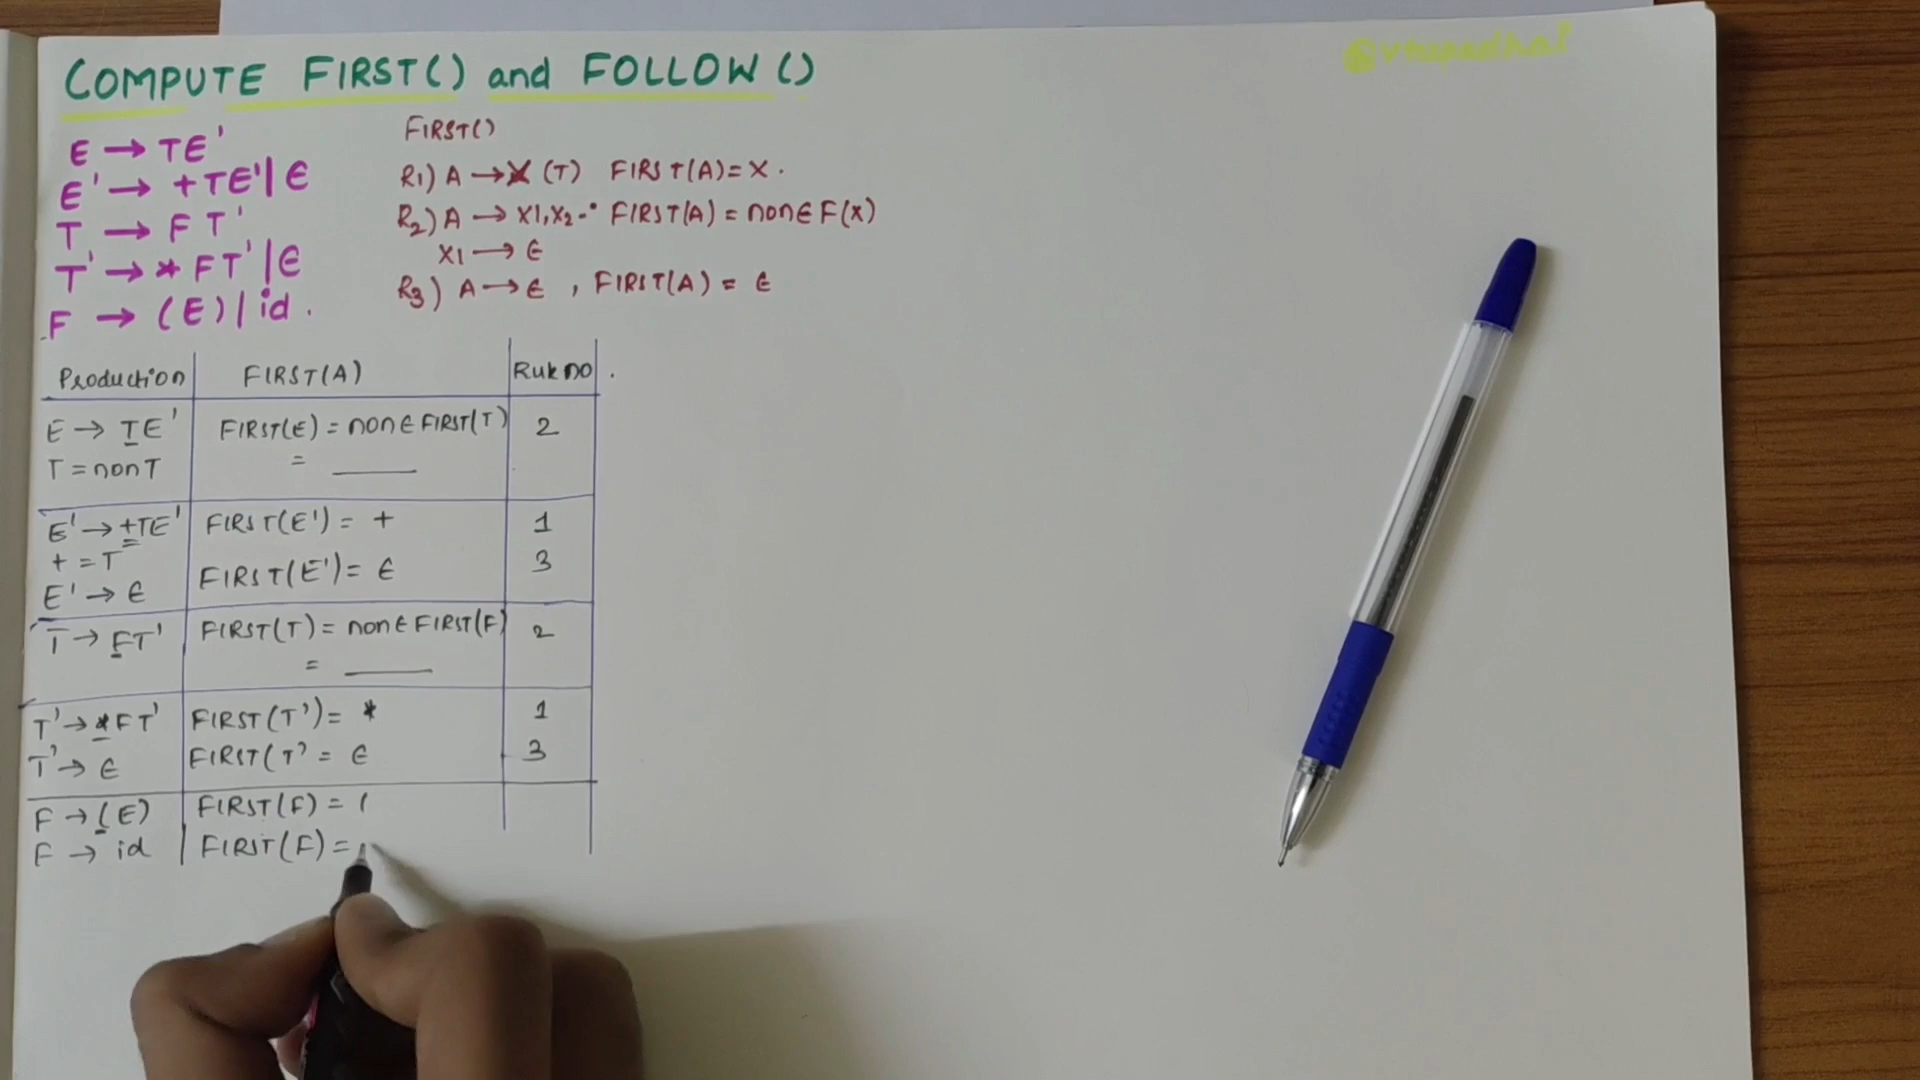 COMPUTE FIRST() and FOLLOW()
E → TE'
E' → +TE'|ϵ
T → FT'
T' → *FT'|ϵ
F → (E)|id.
FIRST()
R1) A → X (T) FIRST(A)=X.
R2) A → X1,X2-• FIRST(A) = nonϵ F(X)
X1 → ϵ
R3) A → ϵ, FIRST(A) = ϵ
Production FIRST(A) Rule no.
E → TE' FIRST(E) = nonϵ FIRST(T) 2
T = nonT = ______
E' → +TE' FIRST(E') = + 1
+ = T
FIRST(E') = ϵ 3
E' → ϵ
T → FT' FIRST(T) = nonϵ FIRST(F) 2
= ______
T' → *FT' FIRST(T') = * 1
T' → ϵ FIRST(T' = ϵ 3
F → (E) FIRST(F) = (
F → id FIRST(F) =